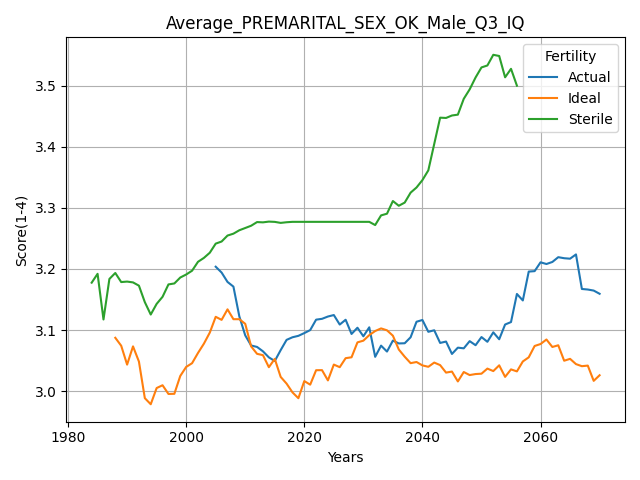 Average_PREMARITAL_SEX_OK_Male_Q3_IQ
Fertility
Actual
Ideal
Sterile
Score(1-4)
3.5
3.4
3.3
3.2
3.1
3.0
1980 2000 2020 2040 2060
Years